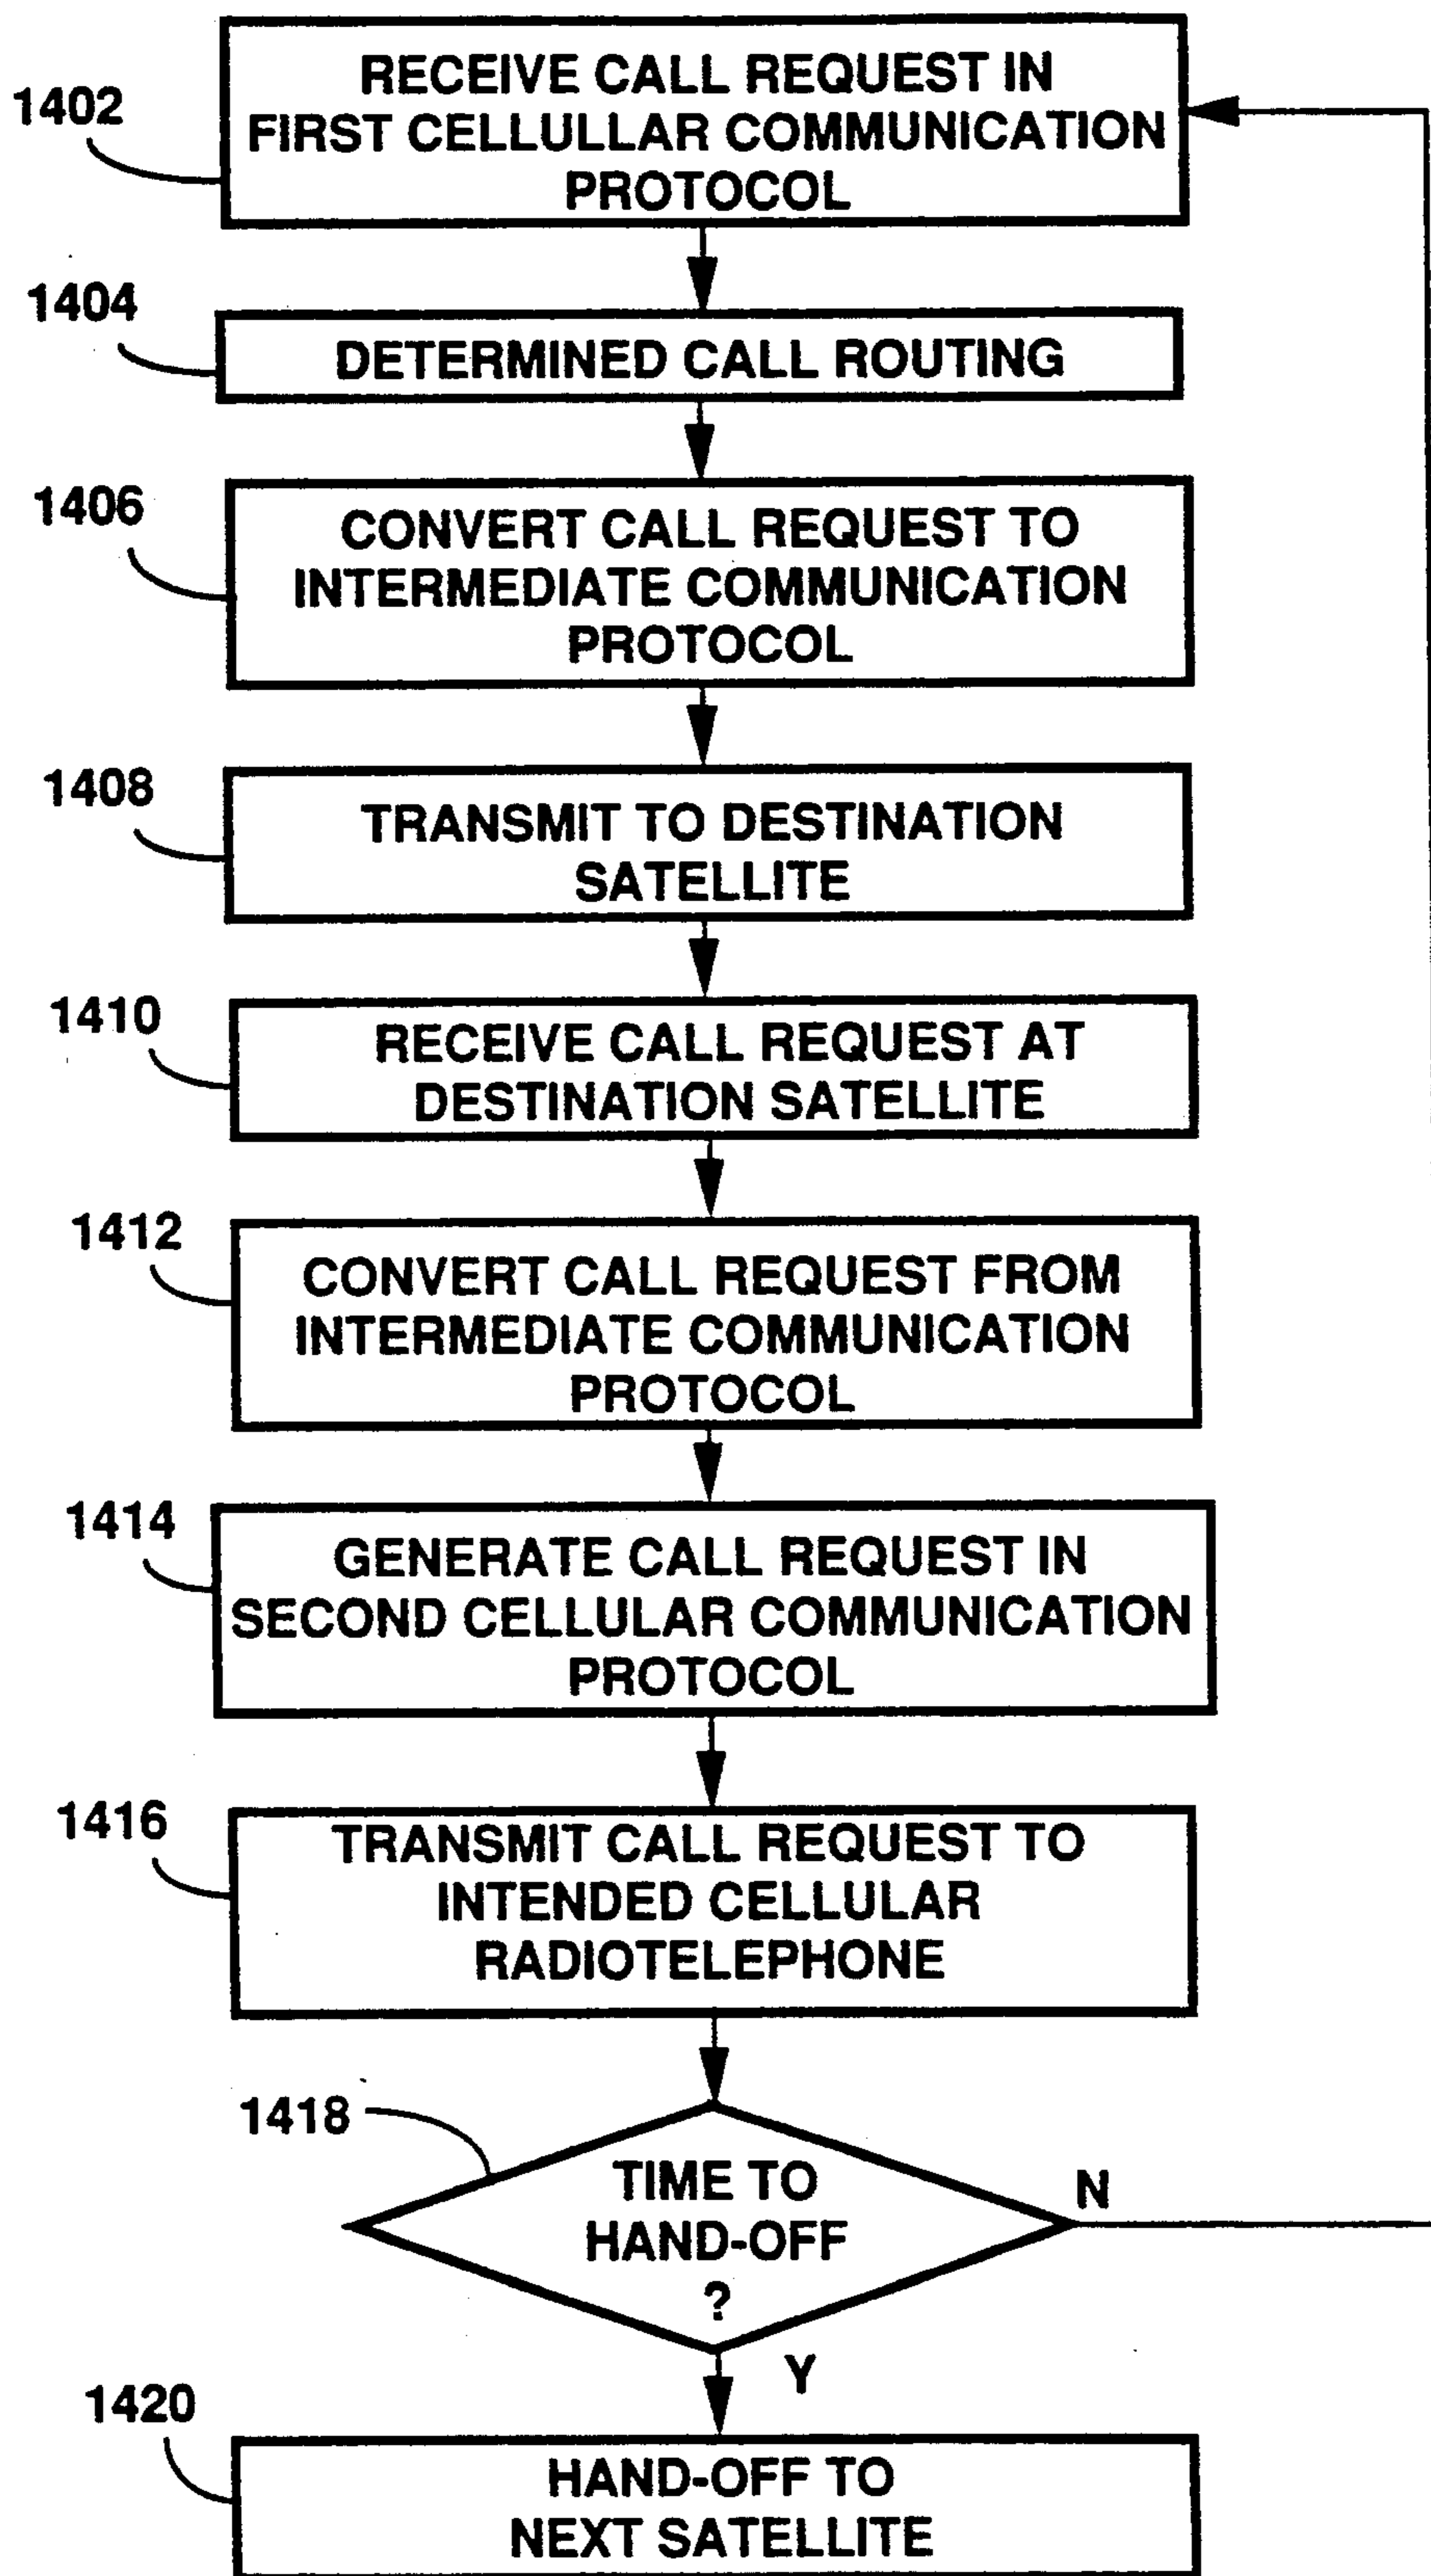 1402
RECEIVE CALL REQUEST IN
FIRST CELLULLAR COMMUNICATION
PROTOCOL
1404
DETERMINED CALL ROUTING
1406
CONVERT CALL REQUEST TO
INTERMEDIATE COMMUNICATION
PROTOCOL
1408
TRANSMIT TO DESTINATION
SATELLITE
1410
RECEIVE CALL REQUEST AT
DESTINATION SATELLITE
1412
CONVERT CALL REQUEST FROM
INTERMEDIATE COMMUNICATION
PROTOCOL
1414
GENERATE CALL REQUEST IN
SECOND CELLULAR COMMUNICATION
PROTOCOL
1416
TRANSMIT CALL REQUEST TO
INTENDED CELLULAR
RADIOTELEPHONE
1418
TIME TO
HAND-OFF
?
N
Y
1420
HAND-OFF TO
NEXT SATELLITE